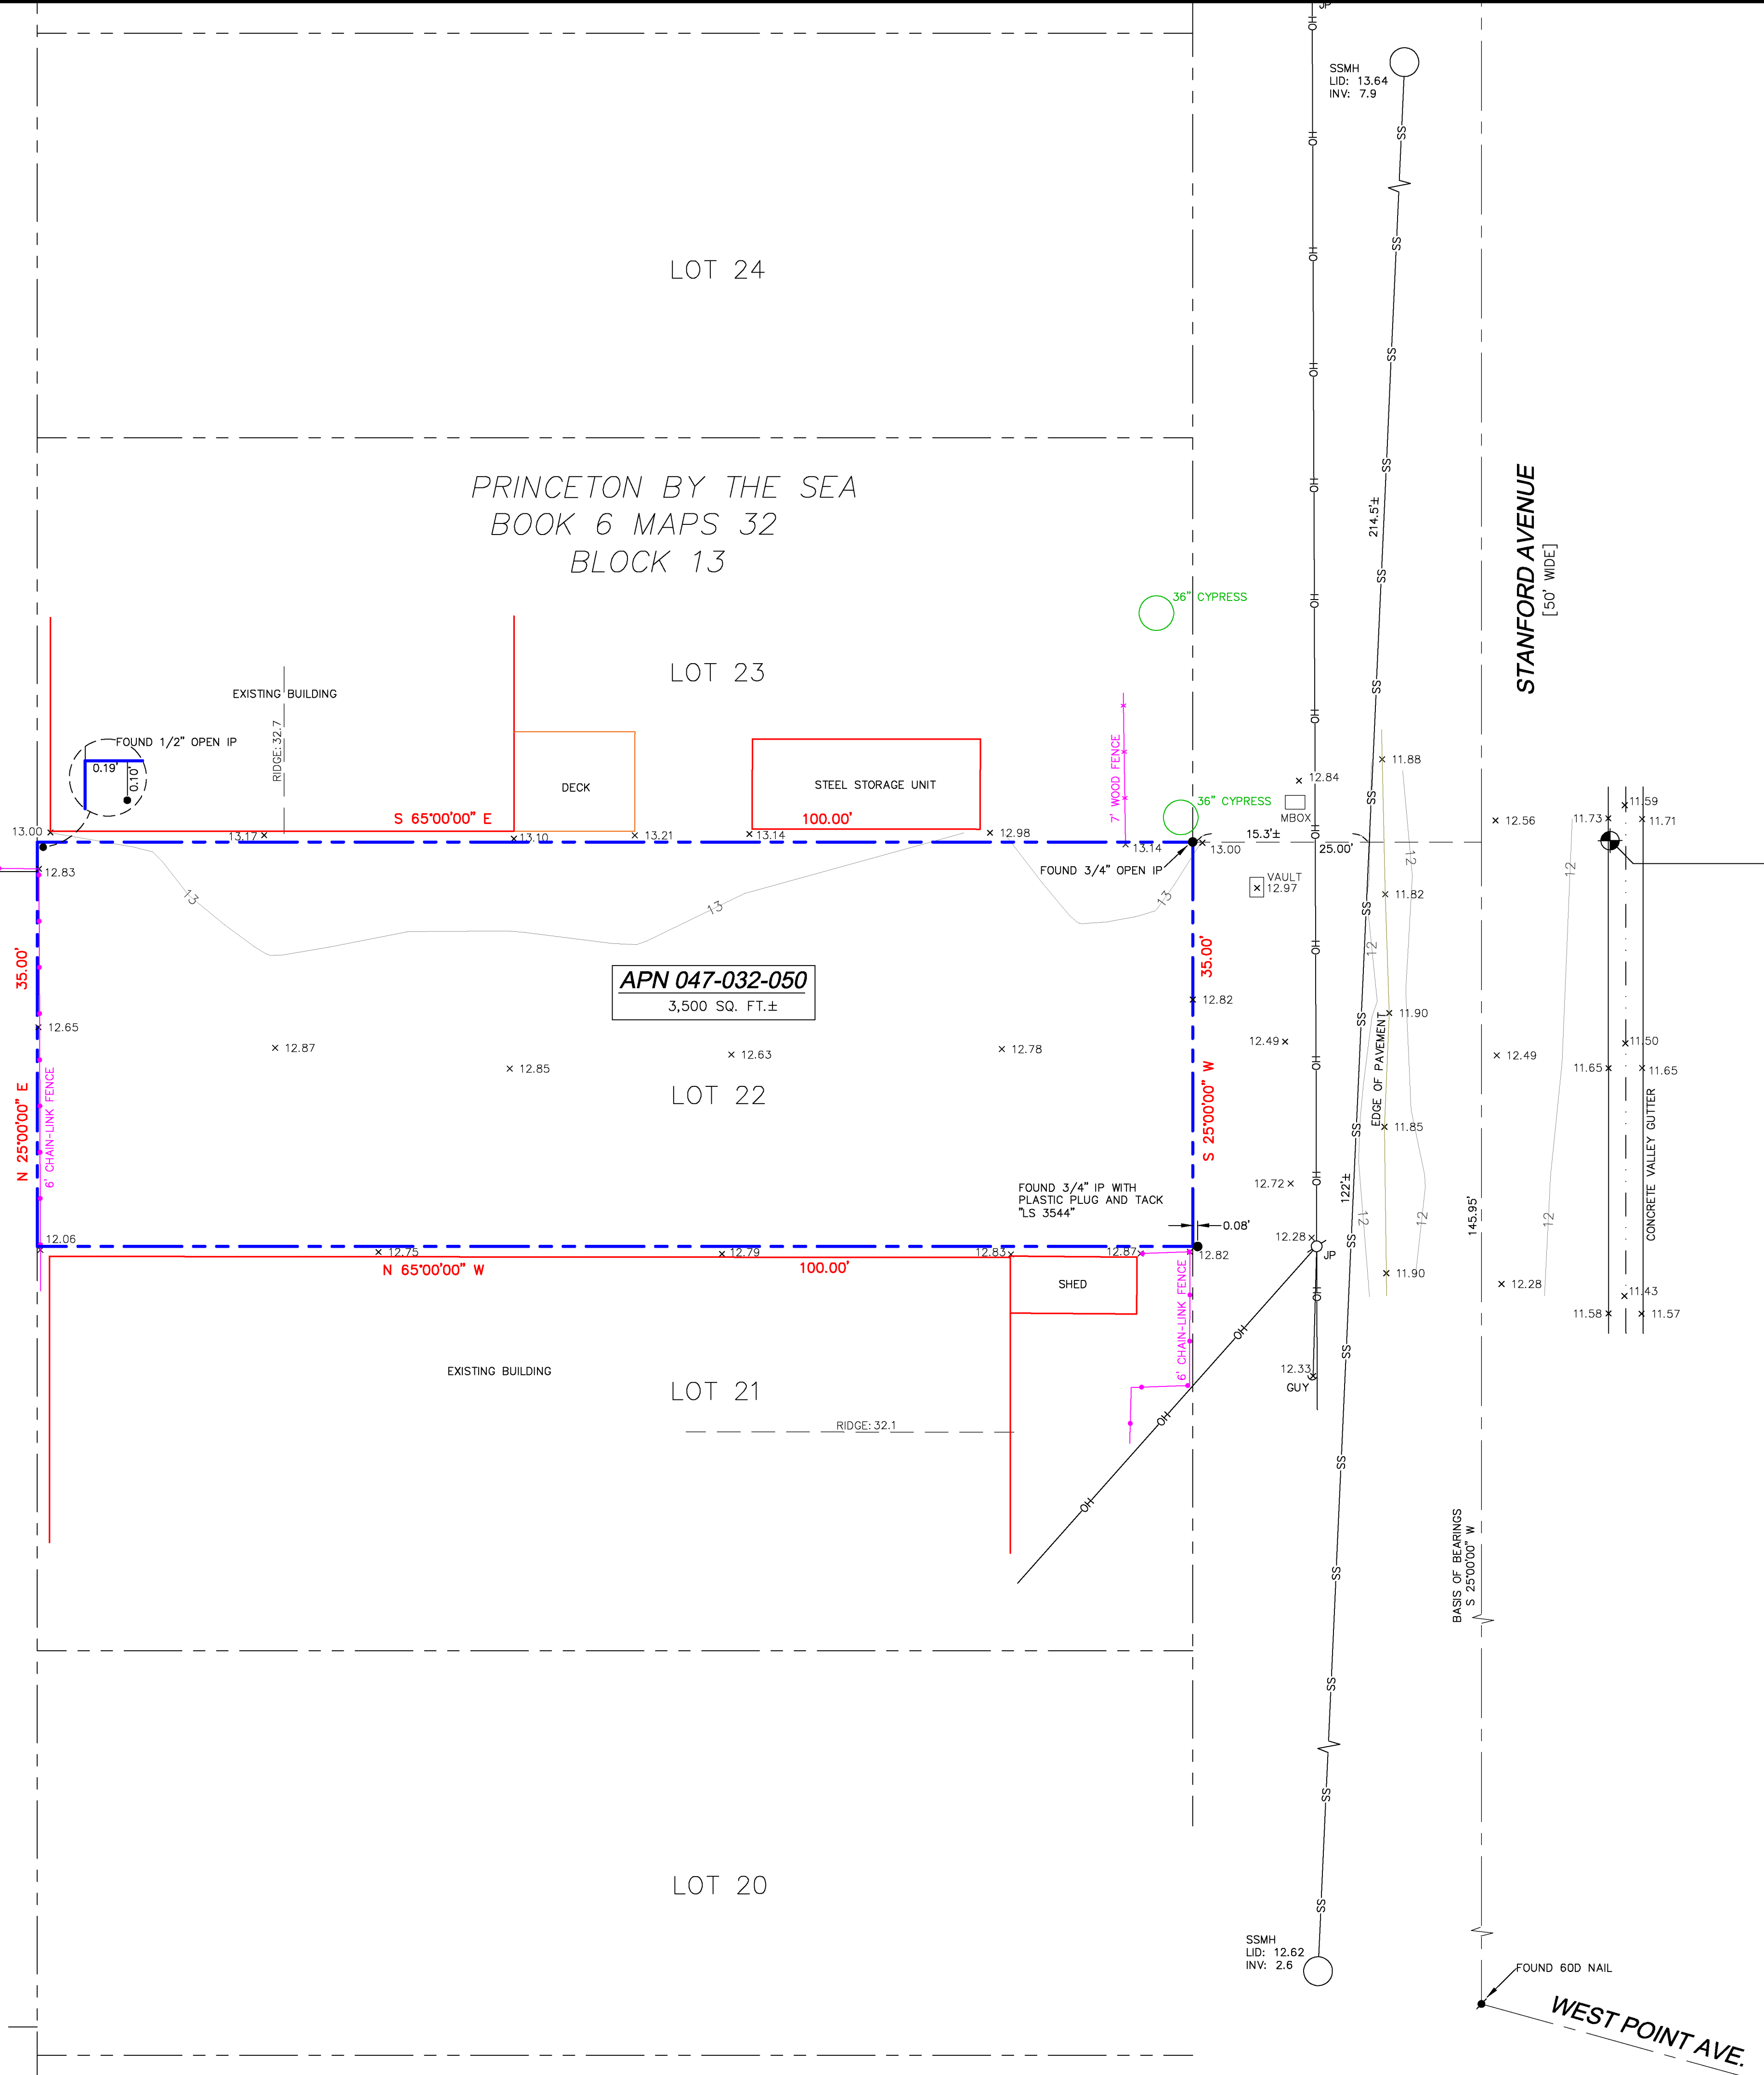 JP
SSMH
LID: 13.64
INV: 7.9
OH
SS
LOT 24
PRINCETON BY THE SEA
BOOK 6 MAPS 32
BLOCK 13
STANFORD AVENUE
[50' WIDE]
214.5'±
36" CYPRESS
LOT 23
EXISTING BUILDING
RIDGE: 32.7
FOUND 1/2" OPEN IP
0.19'
0.10'
DECK
STEEL STORAGE UNIT
7' WOOD FENCE
36" CYPRESS
12.84
MBOX
11.88
11.59
11.73
11.71
12.56
S 65°00'00" E
100.00'
15.3'±
25.00'
13.00
13.17
13.10
13.21
13.14
12.98
13.14
13.00
FOUND 3/4" OPEN IP
12.83
VAULT
12.97
11.82
12
12
12
13
13
13
35.00'
35.00'
APN 047-032-050
3,500 SQ. FT.±
12.82
12.65
12.87
12.85
12.63
12.78
12.49
11.90
12.49
11.50
11.65
11.65
LOT 22
N 25°00'00" E
6' CHAIN-LINK FENCE
S 25°00'00" W
EDGE OF PAVEMENT
11.85
CONCRETE VALLEY GUTTER
FOUND 3/4" IP WITH
PLASTIC PLUG AND TACK
"LS 3544"
0.08'
12.72
122'±
12
12
12
145.95'
12.06
12.75
12.79
12.83
12.87
12.82
12.28
JP
11.90
12.28
11.43
11.58
11.57
N 65°00'00" W
100.00'
SHED
6' CHAIN-LINK FENCE
EXISTING BUILDING
LOT 21
RIDGE: 32.1
12.33
GUY
OH
OH
OH
BASIS OF BEARINGS
S 25°00'00" W
LOT 20
SSMH
LID: 12.62
INV: 2.6
FOUND 60D NAIL
WEST POINT AVE.